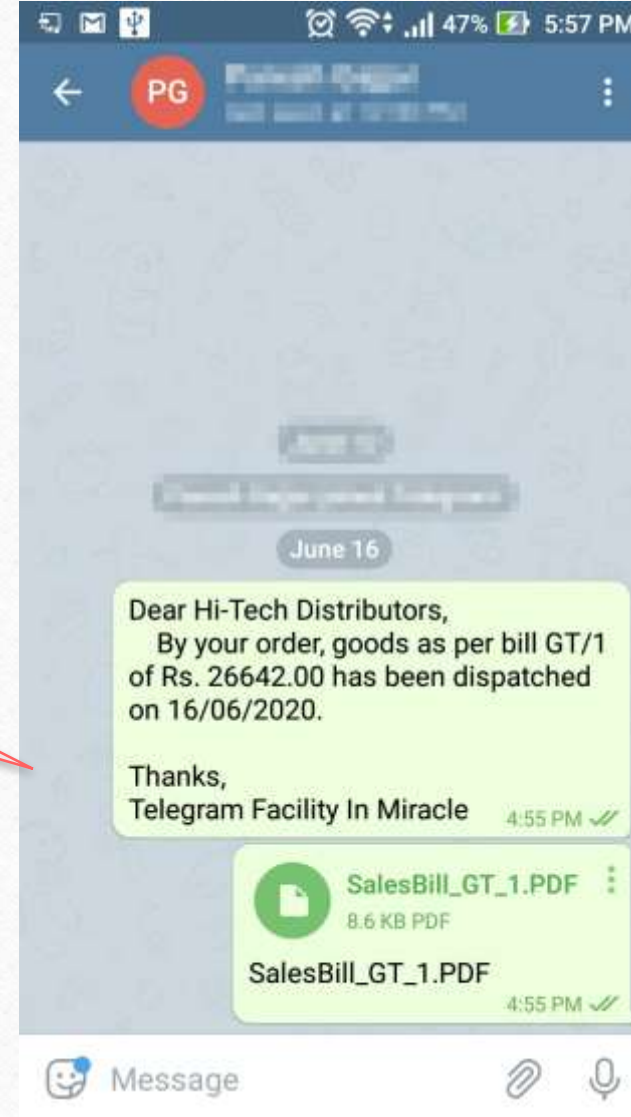 47% 5:57 PM
PG
June 16
Dear Hi-Tech Distributors,
By your order, goods as per bill GT/1
of Rs. 26642.00 has been dispatched
on 16/06/2020.
Thanks,
Telegram Facility In Miracle 4:55 PM
SalesBill_GT_1.PDF
8.6 KB PDF
SalesBill_GT_1.PDF
4:55 PM
Message